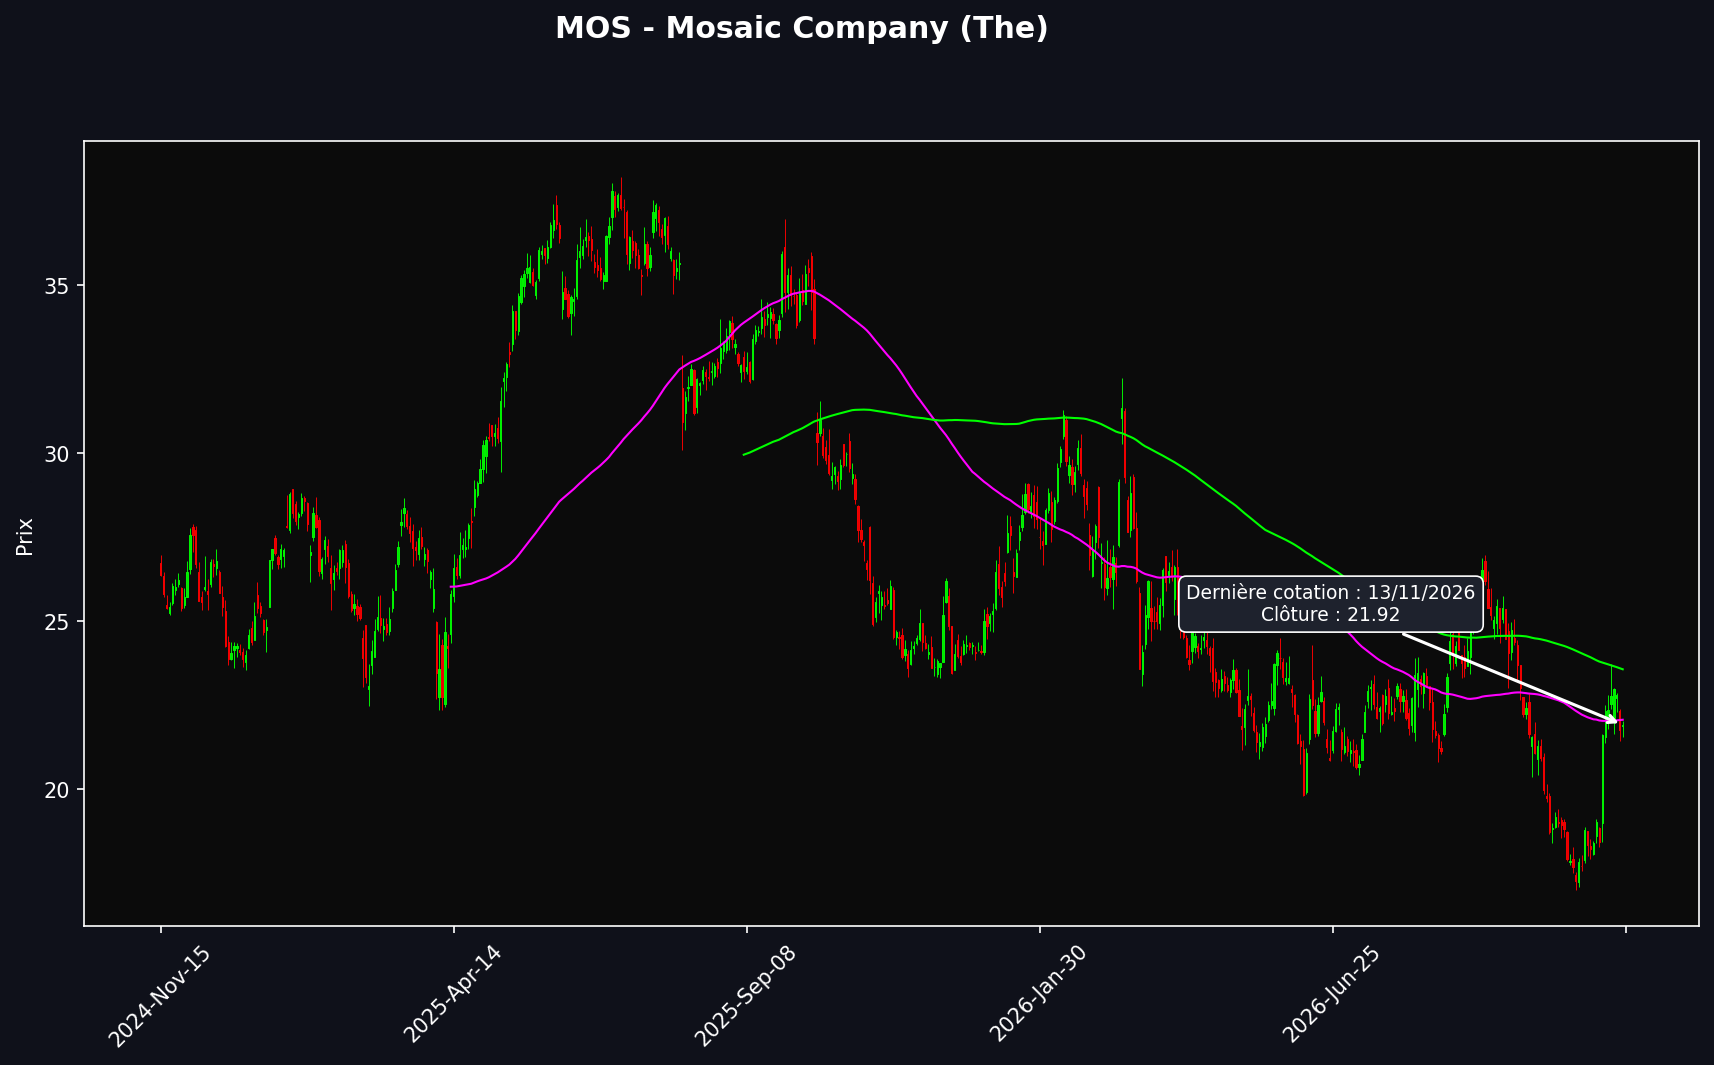 MOS - Mosaic Company (The)
Prix
35
30
25
20
Dernière cotation : 13/11/2026
Clôture : 21.92
2024-Nov-15
2025-Apr-14
2025-Sep-08
2026-Jan-30
2026-Jun-25